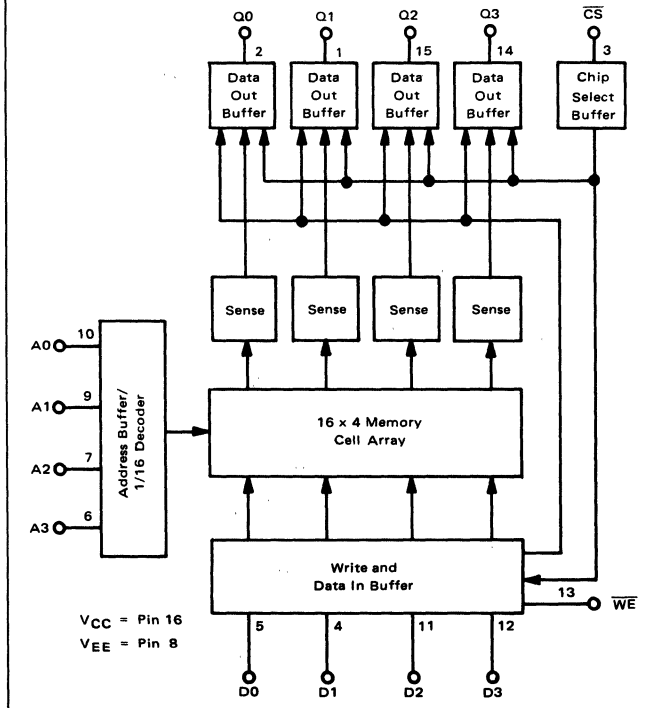 Q0 Q1 Q2 Q3 CS
2 1 15 14 3
Data
Out
Buffer
Data
Out
Buffer
Data
Out
Buffer
Data
Out
Buffer
Chip
Select
Buffer
Sense Sense Sense Sense
A0 10
A1 9
A2 7
A3 6
Address Buffer/
1/16 Decoder
16 x 4 Memory
Cell Array
Write and
Data In Buffer
13 WE
VCC = Pin 16
VEE = Pin 8
5 4 11 12
D0 D1 D2 D3